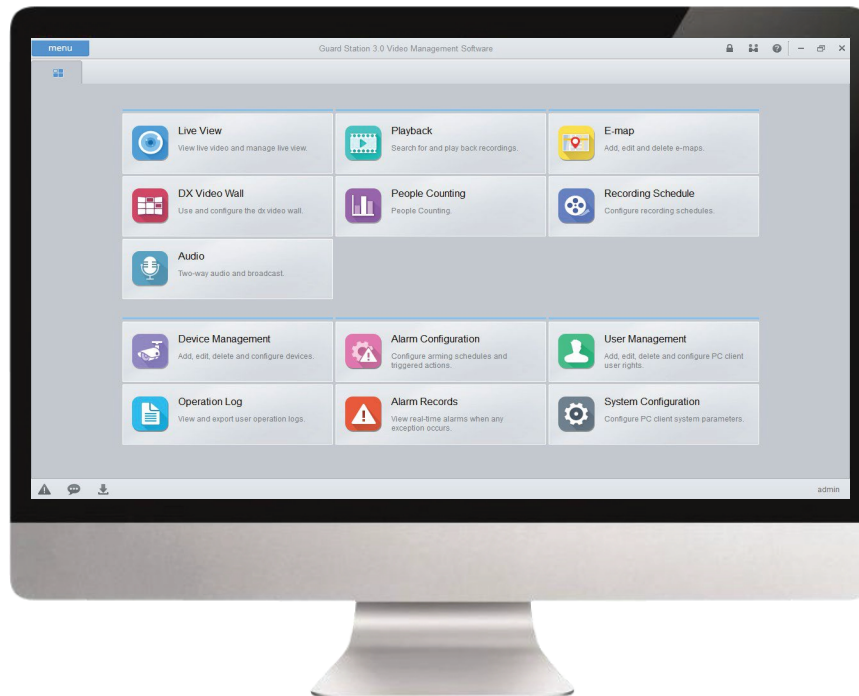 menu
Guard Station 3.0 Video Management Software
Live View
View live video and manage live view.
Playback
Search for and play back recordings.
E-map
Add, edit and delete e-maps.
DX Video Wall
Use and configure the dx video wall.
People Counting
People Counting.
Recording Schedule
Configure recording schedules.
Audio
Two-way audio and broadcast.
Device Management
Add, edit, delete and configure devices.
Alarm Configuration
Configure arming schedules and
triggered actions.
User Management
Add, edit, delete and configure PC client
user rights.
Operation Log
View and export user operation logs.
Alarm Records
View real-time alarms when any
exception occurs.
System Configuration
Configure PC client system parameters.
admin